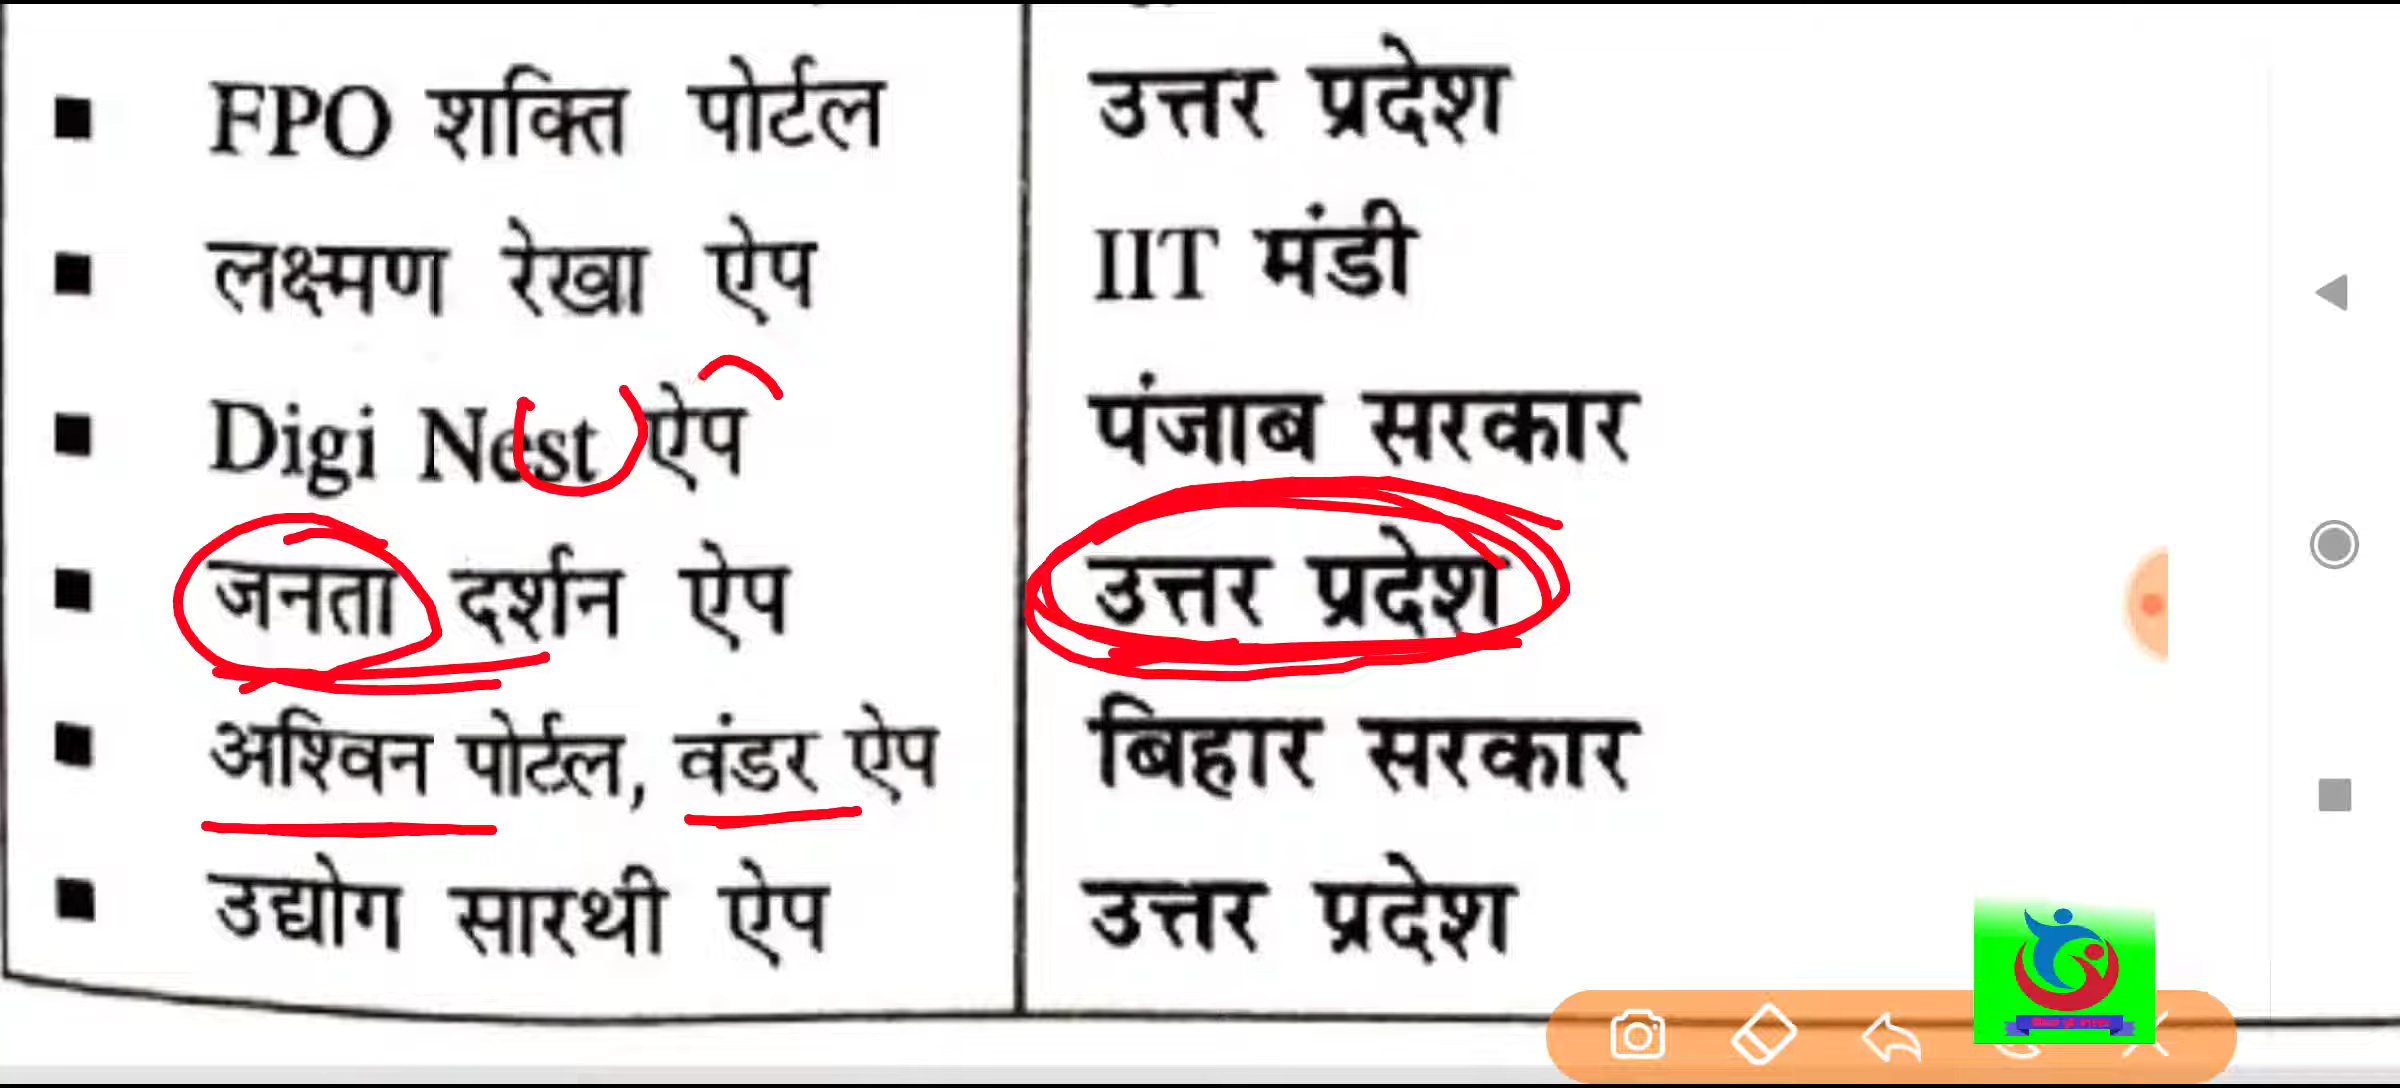 FPO शक्ति पोर्टल उत्तर प्रदेश
लक्ष्मण रेखा ऐप IIT मंडी
Digi Nest ऐप पंजाब सरकार
जनता दर्शन ऐप उत्तर प्रदेश
अश्विन पोर्टल, वंडर ऐप बिहार सरकार
उद्योग सारथी ऐप उत्तर प्रदेश